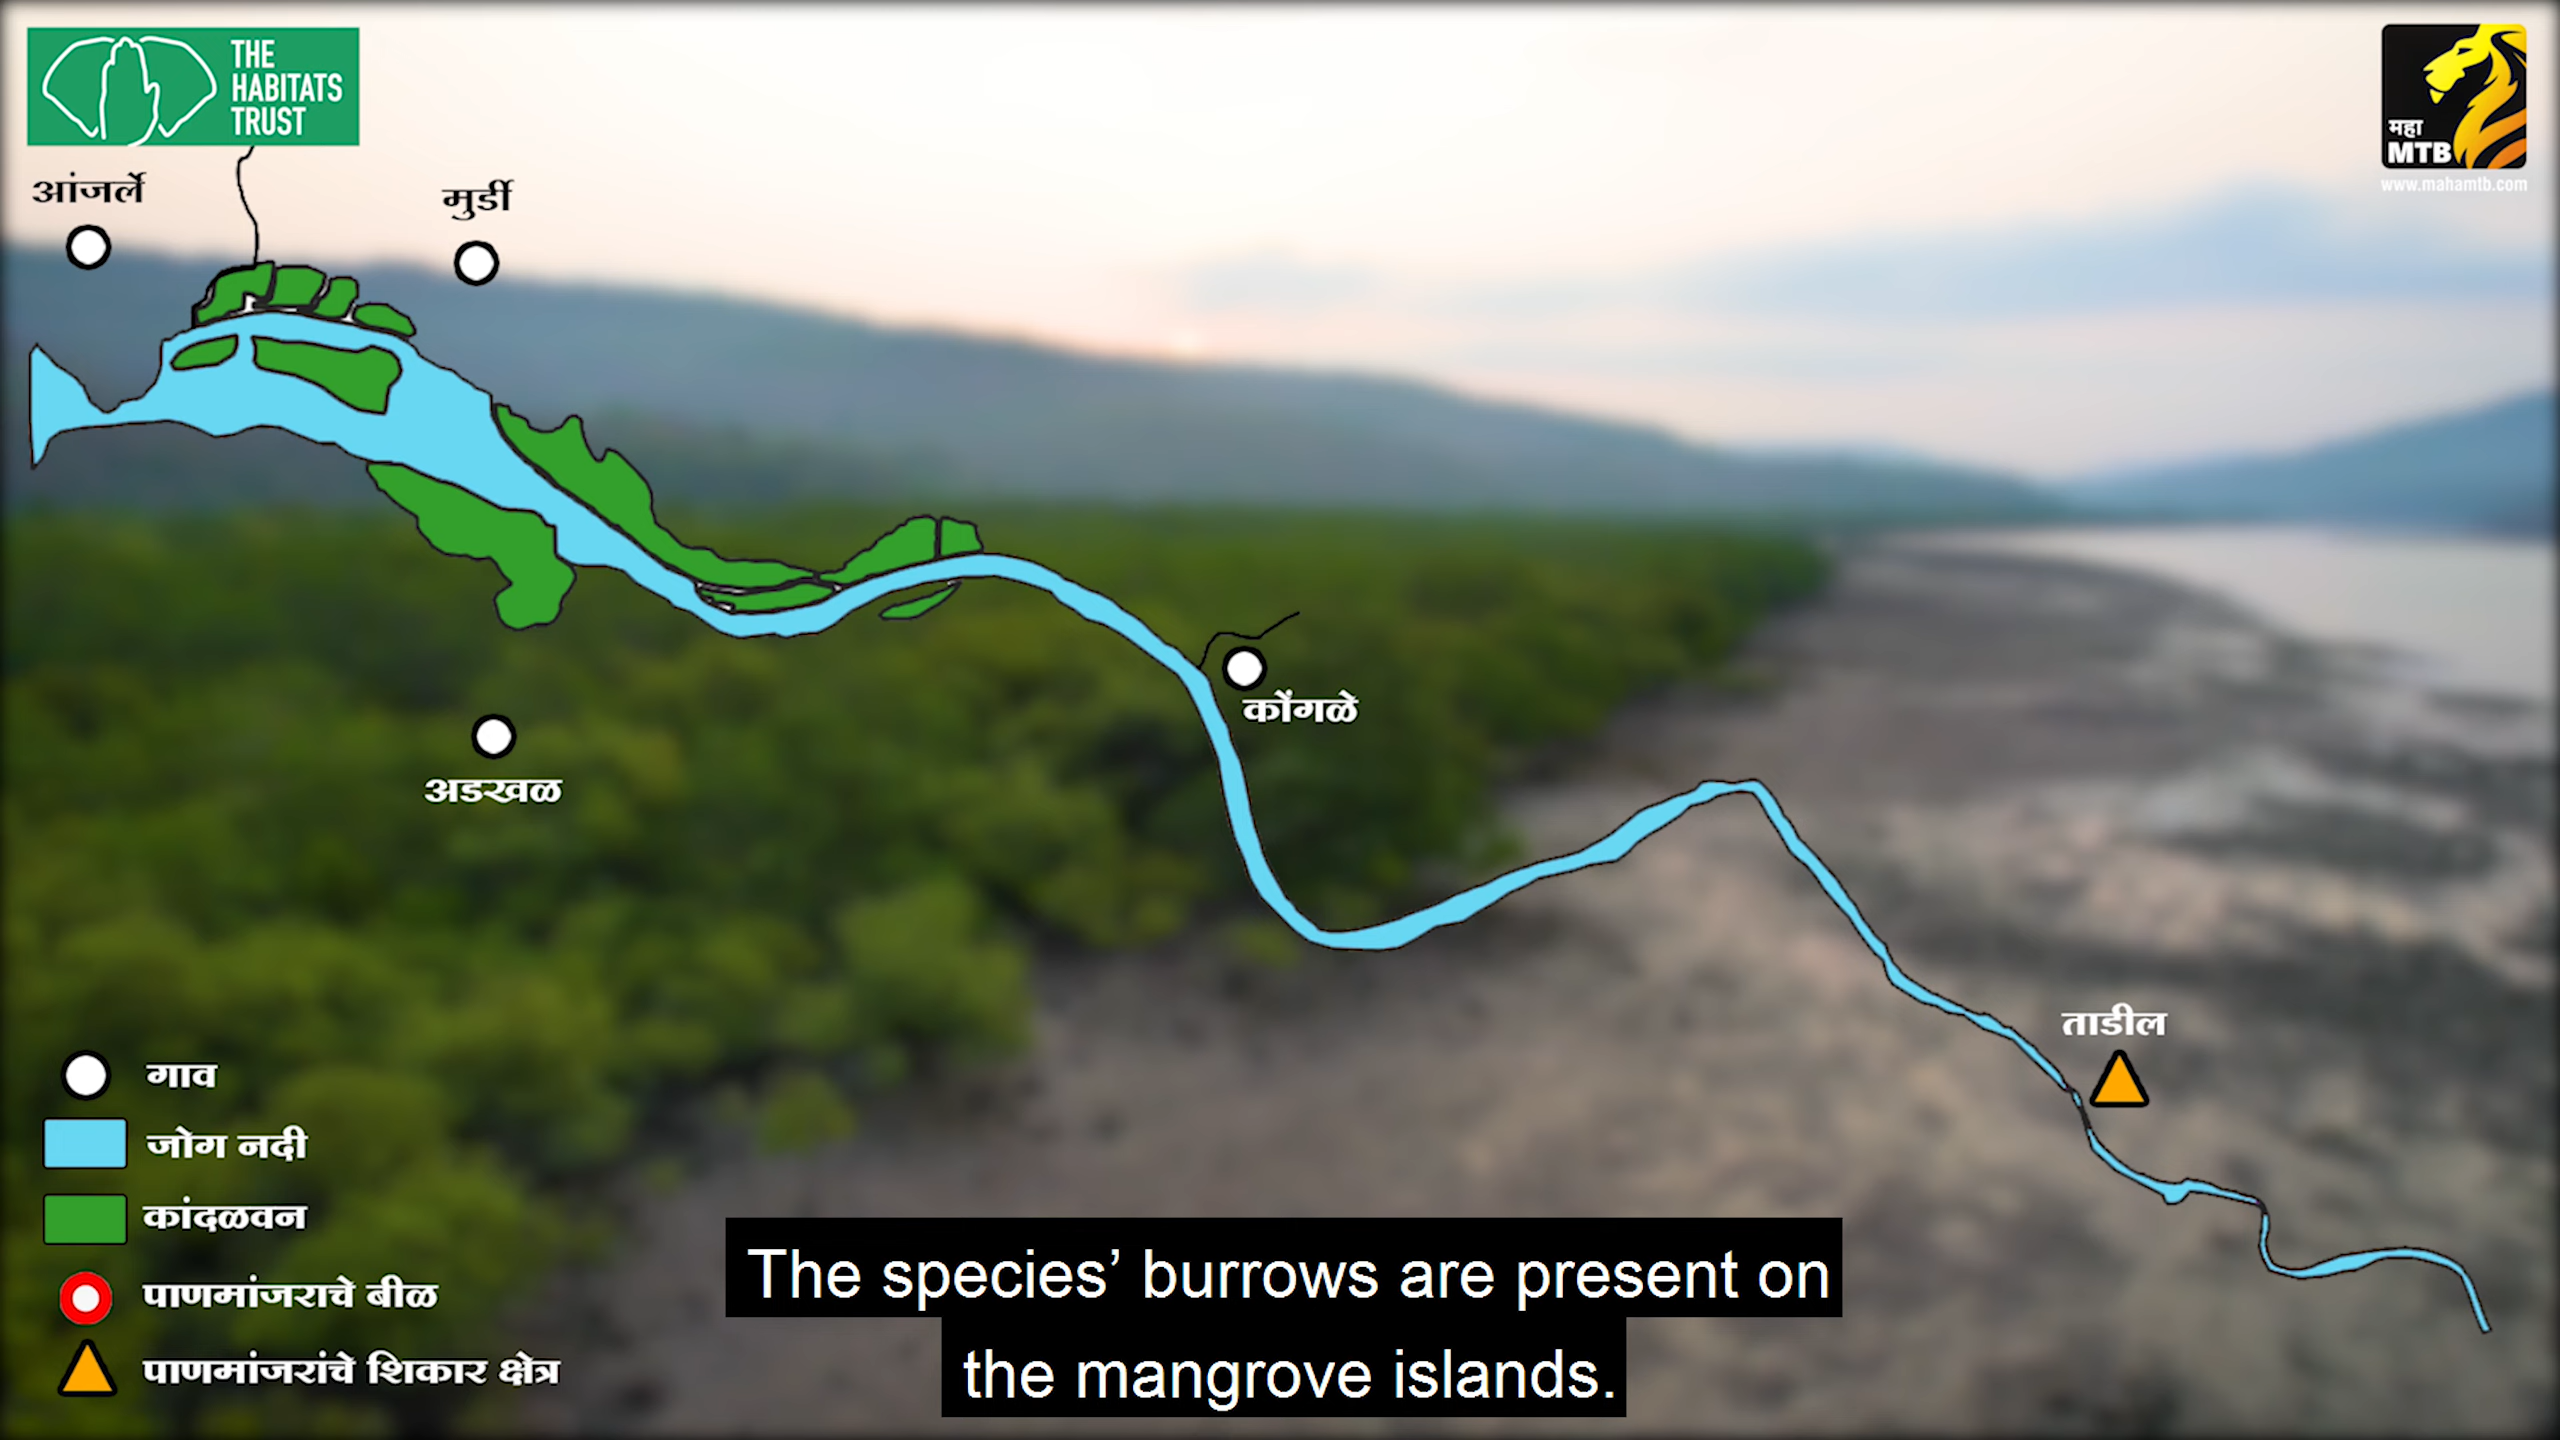 THE
HABITATS
TRUST
महा
MTB
www.mahamtb.com
आंजर्ले
मुर्डी
कोंगळे
अडखळ
ताडील
गाव
जोग नदी
कांदळवन
पाणमांजराचे बीळ
पाणमांजरांचे शिकार क्षेत्र
The species’ burrows are present on
the mangrove islands.